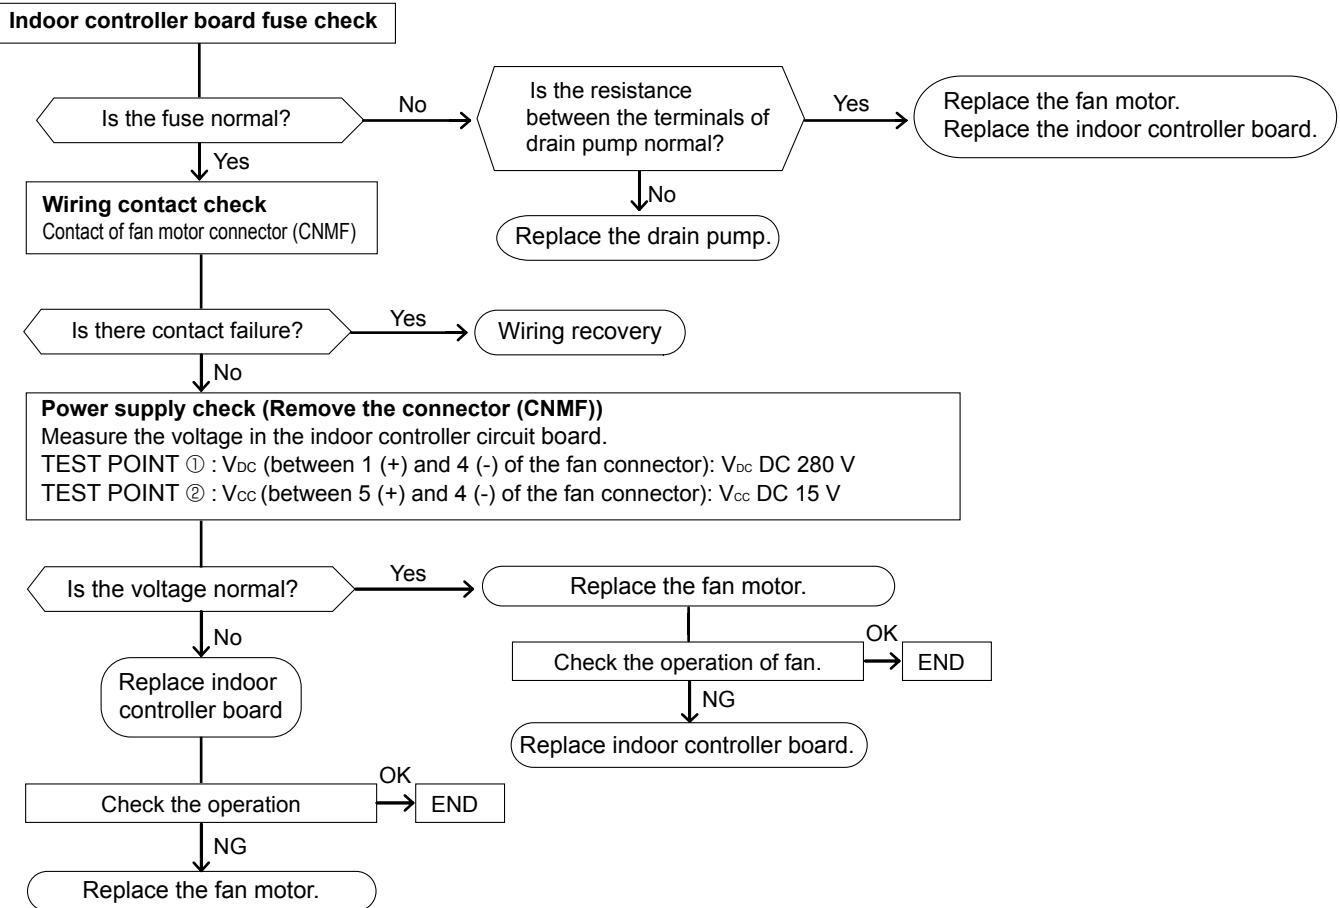 Indoor controller board fuse check
Is the fuse normal?
No
Is the resistance
between the terminals of
drain pump normal?
Yes
Replace the fan motor.
Replace the indoor controller board.
Yes
No
Replace the drain pump.
Wiring contact check
Contact of fan motor connector (CNMF)
Is there contact failure?
Yes
Wiring recovery
No
Power supply check (Remove the connector (CNMF))
Measure the voltage in the indoor controller circuit board.
TEST POINT ① : VDC (between 1 (+) and 4 (-) of the fan connector): VDC DC 280 V
TEST POINT ② : VCC (between 5 (+) and 4 (-) of the fan connector): VCC DC 15 V
Is the voltage normal?
Yes
Replace the fan motor.
Check the operation of fan.
OK
END
NG
Replace indoor controller board.
No
Replace indoor
controller board
Check the operation
OK
END
NG
Replace the fan motor.